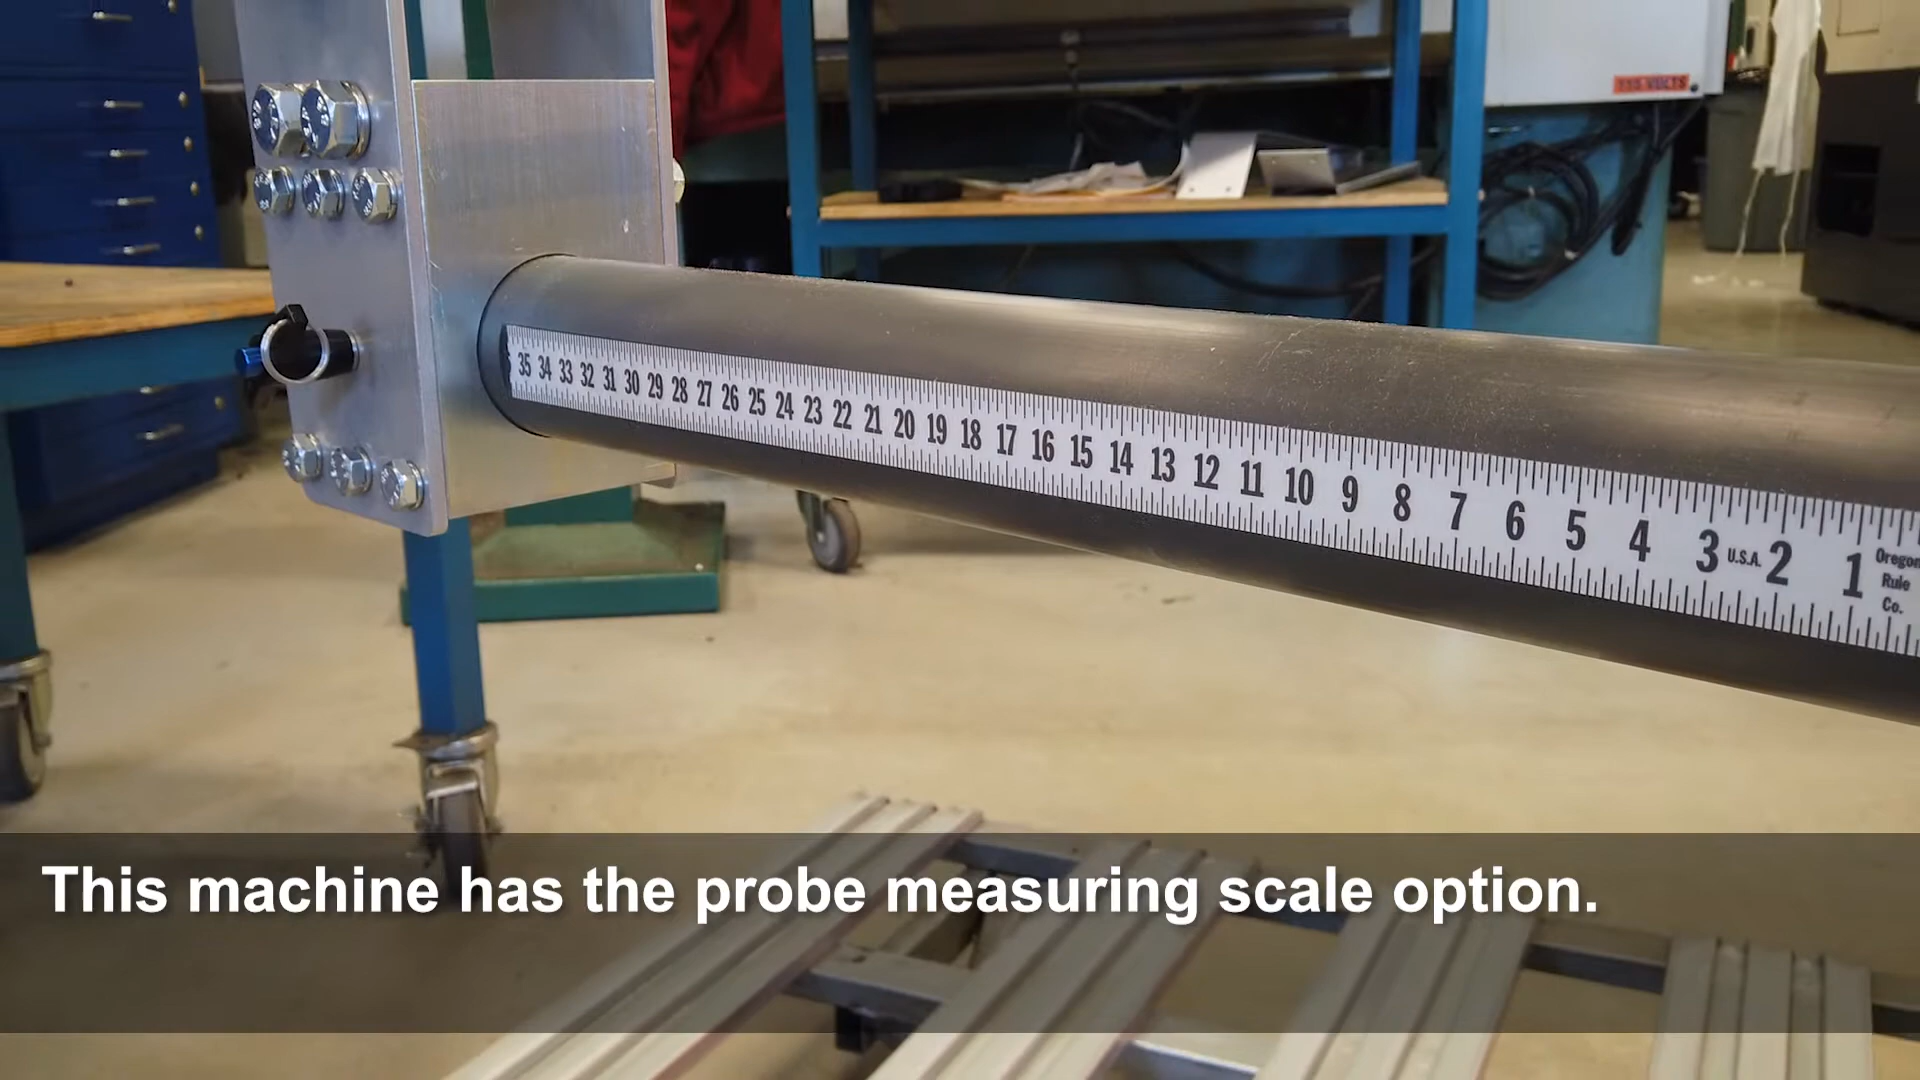 115 VOLTS
35 34 33 32 31 30 29 28 27 26 25 24 23 22 21 20 19 18 17 16 15 14 13 12 11 10 9 8 7 6 5 4 3 U.S.A. 2 1
Oregon
Rule
Co.
This machine has the probe measuring scale option.